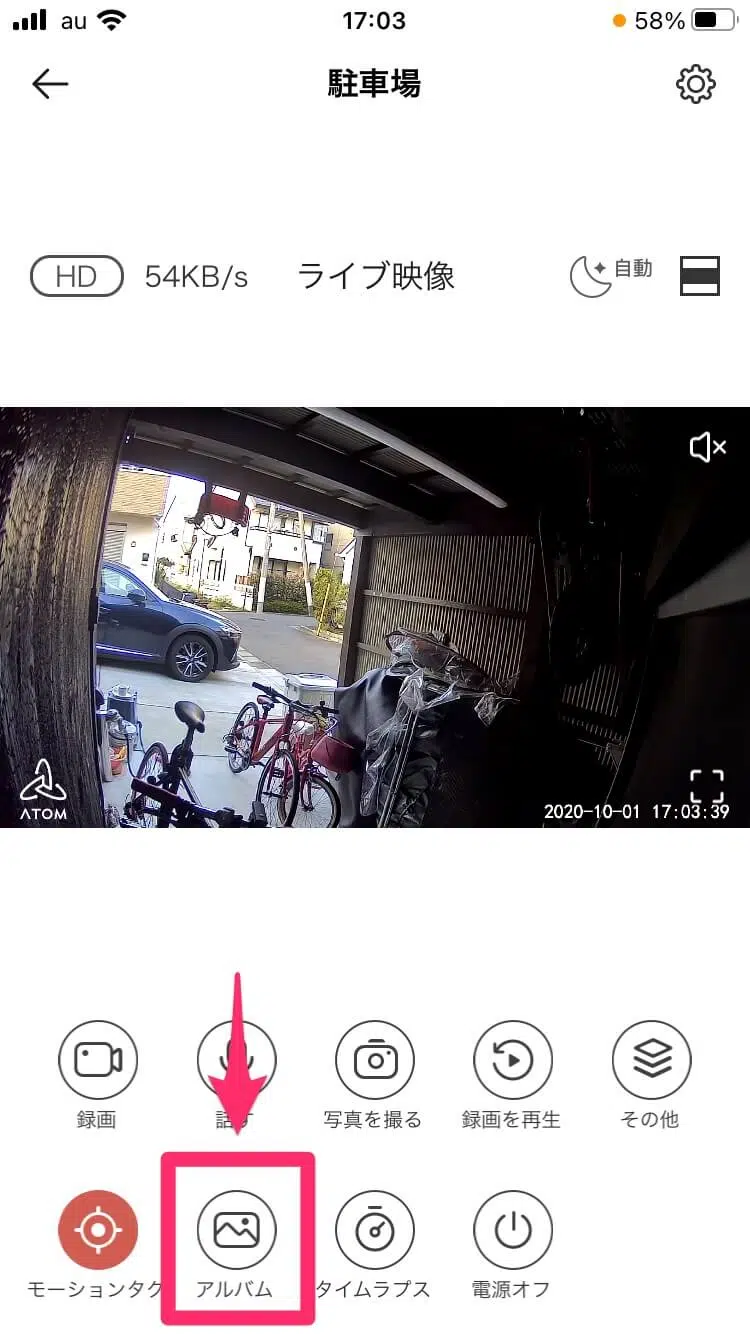 au 17:03 58%
駐車場
HD 54KB/s ライブ映像 自動
ATOM
2020-10-01 17:03:39
録画 話す 写真を撮る 録画を再生 その他
モーションタグ アルバム タイムラプス 電源オフ